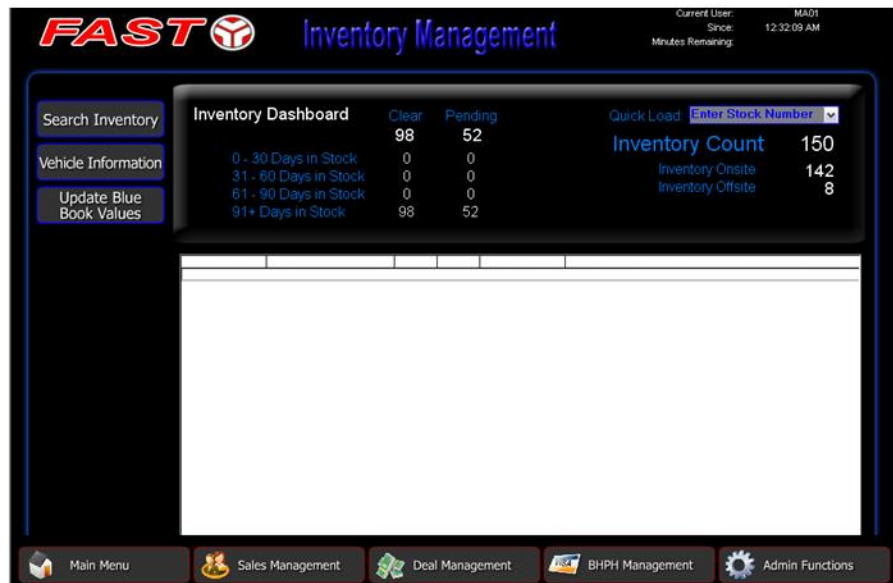 FAST
Inventory Management
Current User: MA01
Since: 12:32:09 AM
Minutes Remaining:
Search Inventory
Vehicle Information
Update Blue
Book Values
Inventory Dashboard Clear Pending
98 52
0 - 30 Days in Stock 0 0
31 - 60 Days in Stock 0 0
61 - 90 Days in Stock 0 0
91+ Days in Stock 98 52
Quick Load: Enter Stock Number
Inventory Count 150
Inventory Onsite 142
Inventory Offsite 8
Main Menu
Sales Management
Deal Management
BHPH Management
Admin Functions